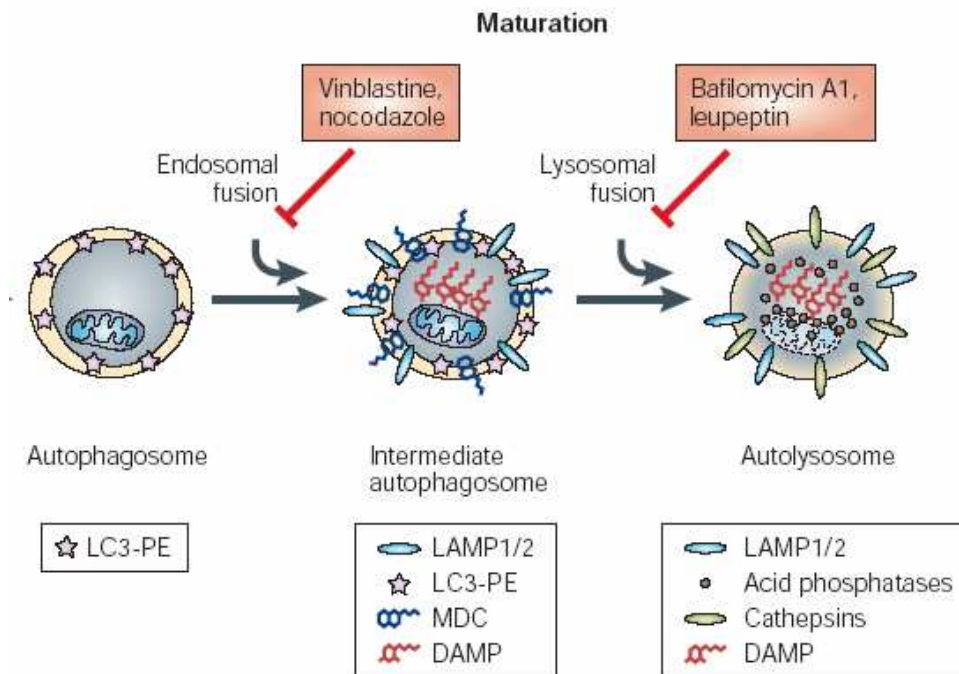 Maturation
Vinblastine,
nocodazole
Bafilomycin A1,
leupeptin
Endosomal
fusion
Lysosomal
fusion
Autophagosome
Intermediate
autophagosome
Autolysosome
LC3-PE
LAMP1/2
LC3-PE
MDC
DAMP
LAMP1/2
Acid phosphatases
Cathepsins
DAMP